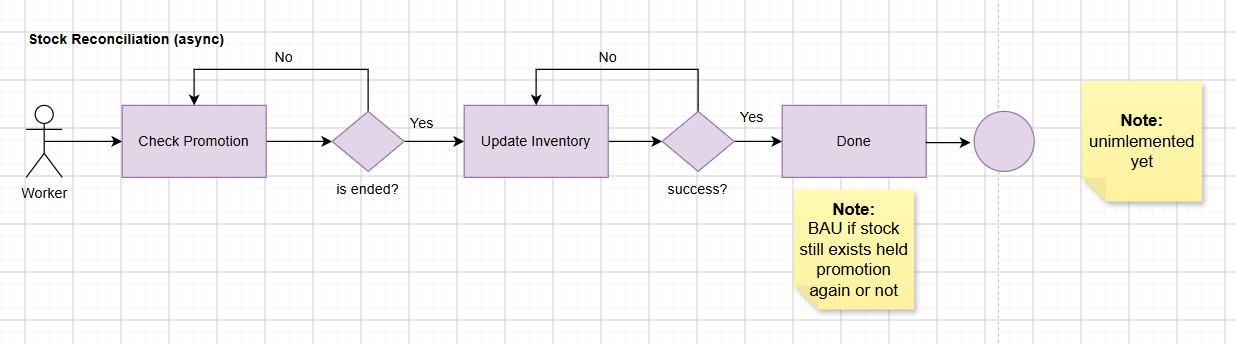 Stock Reconciliation (async)
No
No
Check Promotion
Yes
Update Inventory
Yes
Done
Worker
is ended?
success?
Note:
BAU if stock
still exists held
promotion
again or not
Note:
unimlemented
yet